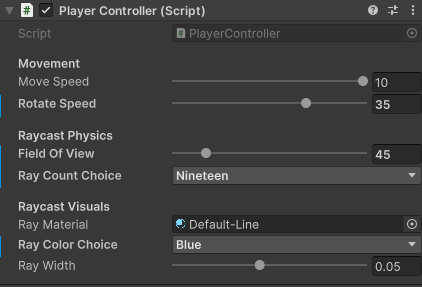 Player Controller (Script)
Script PlayerController
Movement
Move Speed 10
Rotate Speed 35
Raycast Physics
Field Of View 45
Ray Count Choice Nineteen
Raycast Visuals
Ray Material Default-Line
Ray Color Choice Blue
Ray Width 0.05